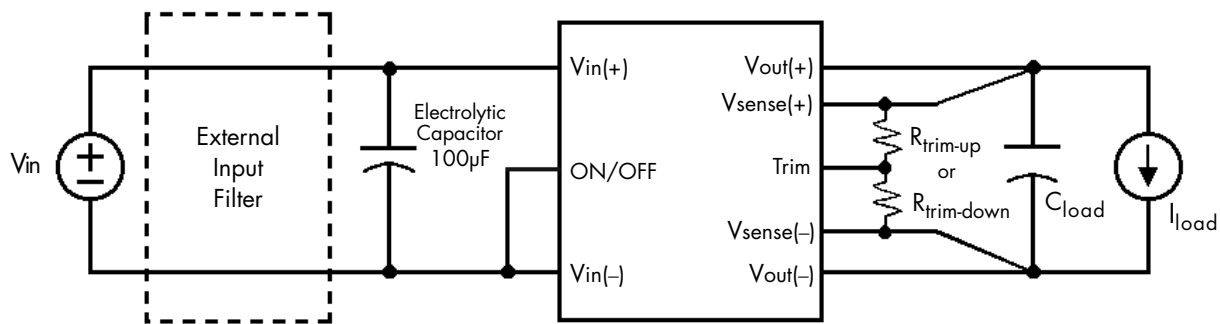 Vin
External
Input
Filter
Electrolytic
Capacitor
100µF
Vin(+)
ON/OFF
Vin(–)
Vout(+)
Vsense(+)
Trim
Vsense(–)
Vout(–)
Rtrim-up
or
Rtrim-down
Cload
Iload